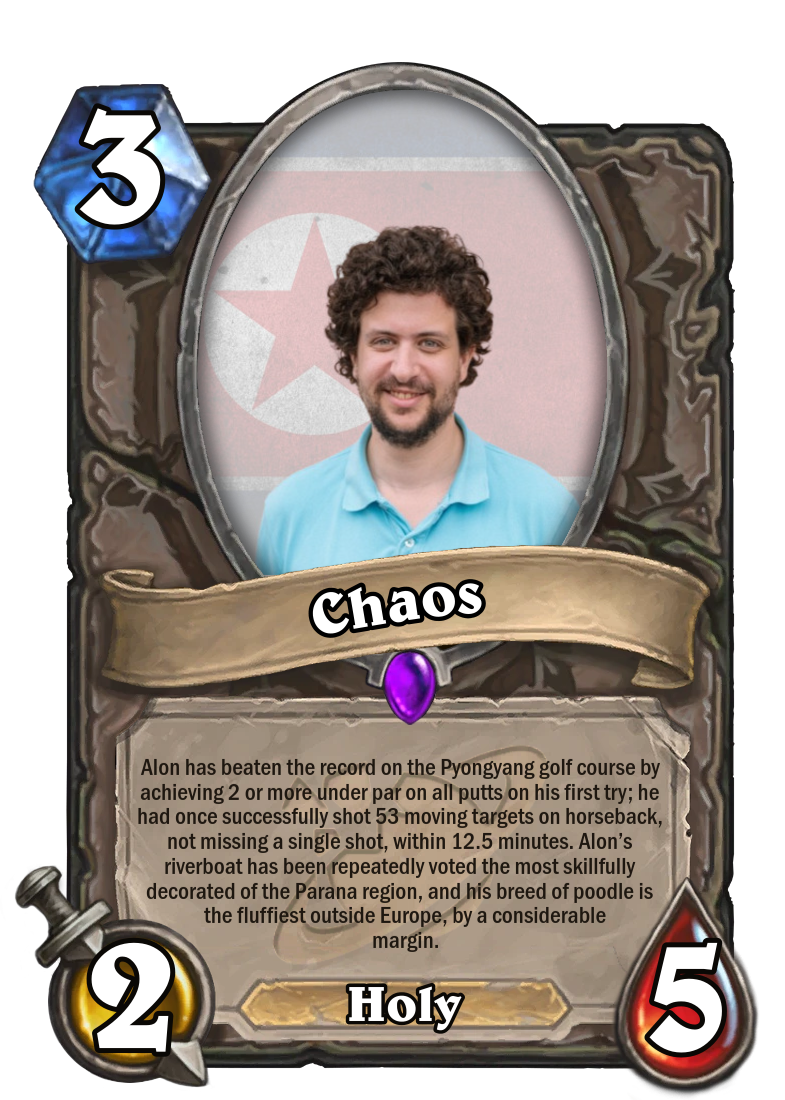 3
Chaos
Alon has beaten the record on the Pyongyang golf course by
achieving 2 or more under par on all putts on his first try; he
had once successfully shot 53 moving targets on horseback,
not missing a single shot, within 12.5 minutes. Alon’s
riverboat has been repeatedly voted the most skillfully
decorated of the Parana region, and his breed of poodle is
the fluffiest outside Europe, by a considerable
margin.
2
Holy
5